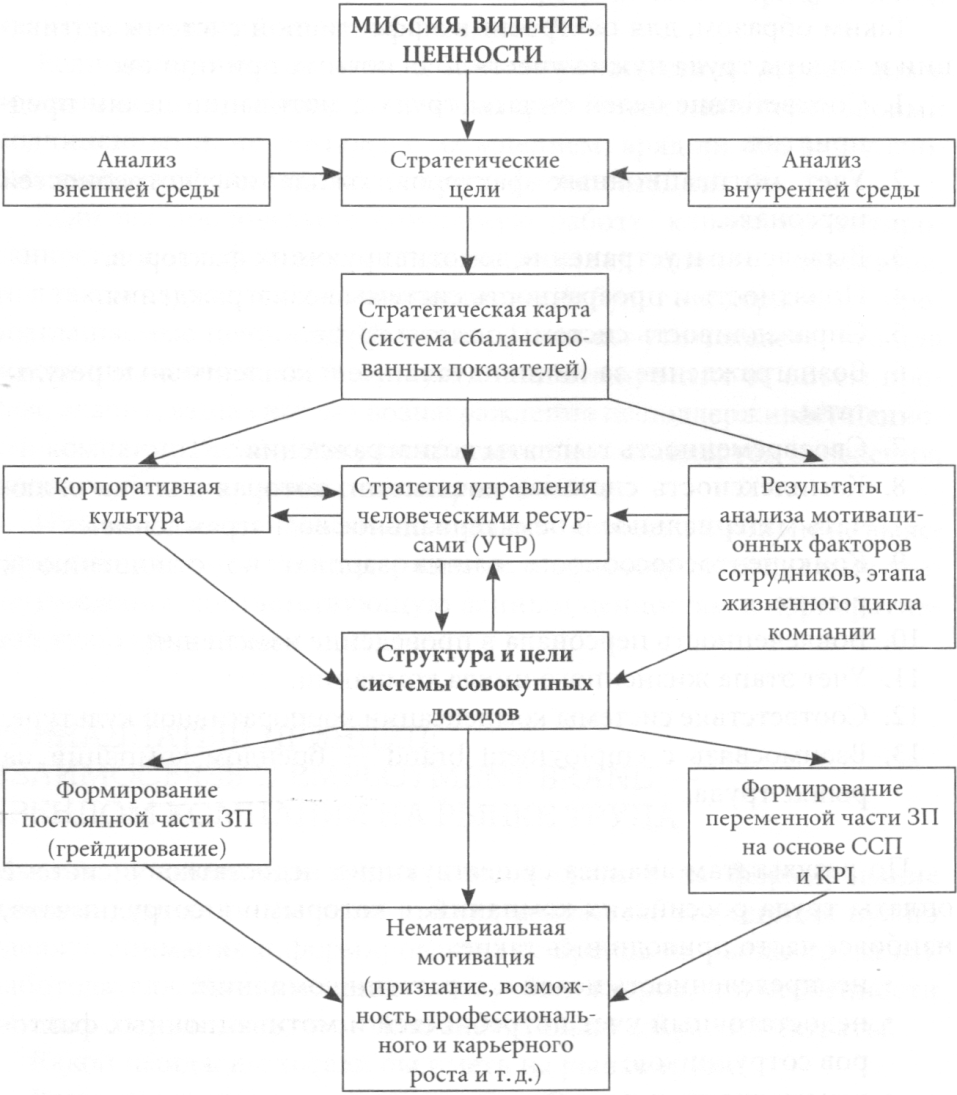 МИССИЯ, ВИДЕНИЕ,
ЦЕННОСТИ
Анализ
внешней среды
Стратегические
цели
Анализ
внутренней среды
Стратегическая карта
(система сбалансиро-
ванных показателей)
Корпоративная
культура
Стратегия управления
человеческими ресур-
сами (УЧР)
Результаты
анализа мотиваци-
онных факторов
сотрудников, этапа
жизненного цикла
компании
Структура и цели
системы совокупных
доходов
Формирование
постоянной части ЗП
(грейдирование)
Формирование
переменной части ЗП
на основе ССП
и KPI
Нематериальная
мотивация
(признание, возмож-
ность профессиональ-
ного и карьерного
роста и т. д.)